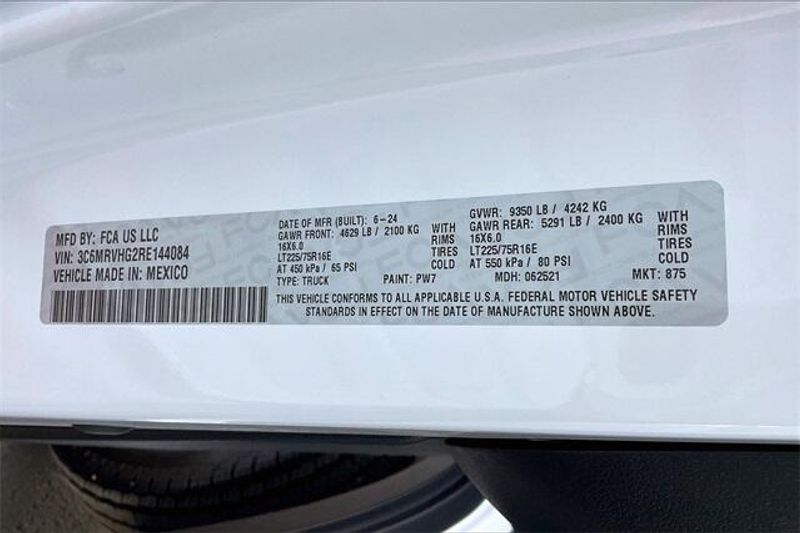 MFD BY: FCA US LLC
VIN: 3C6MRVHG2RE144084
VEHICLE MADE IN: MEXICO
DATE OF MFR (BUILT): 6-24
GAWR FRONT: 4629 LB / 2100 KG
16X6.0
LT225/75R16E
AT 450 kPa / 65 PSI
WITH
RIMS
TIRES
COLD
TYPE: TRUCK
PAINT: PW7
GVWR: 9350 LB / 4242 KG
GAWR REAR: 5291 LB / 2400 KG
16X6.0
LT225/75R16E
AT 550 kPa / 80 PSI
WITH
RIMS
TIRES
COLD
MDH: 062521
MKT: 875
THIS VEHICLE CONFORMS TO ALL APPLICABLE U.S.A. FEDERAL MOTOR VEHICLE SAFETY
STANDARDS IN EFFECT ON THE DATE OF MANUFACTURE SHOWN ABOVE.